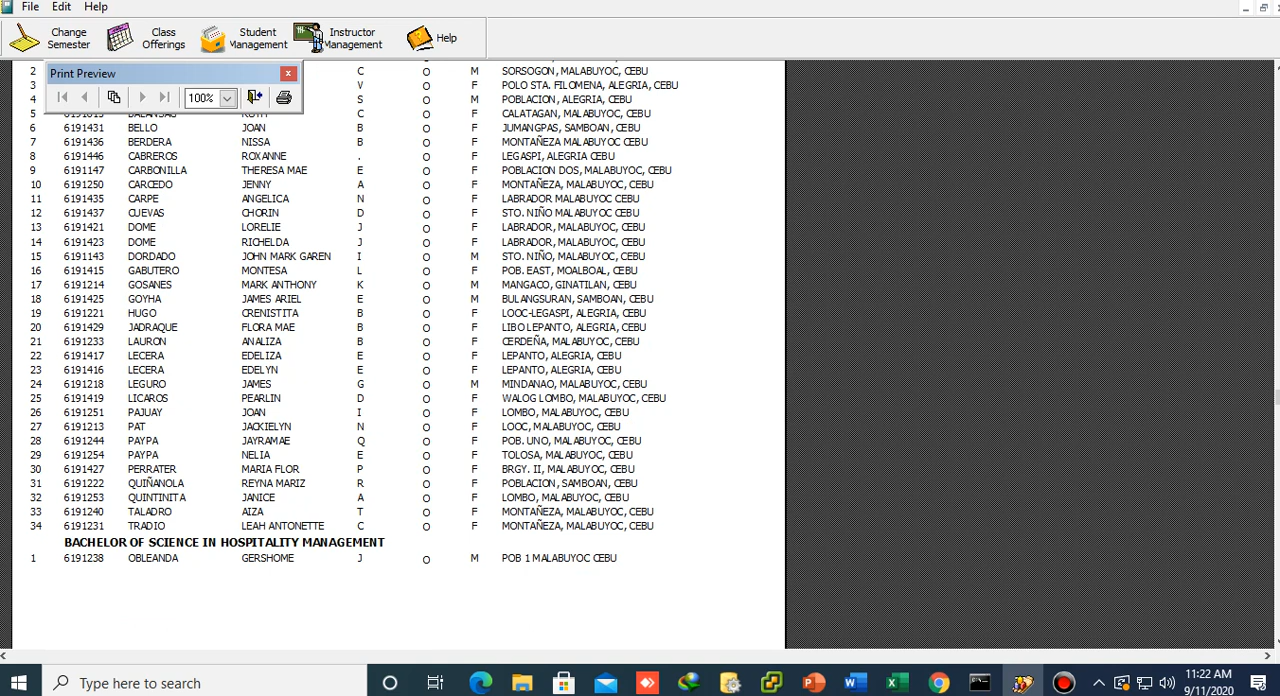 File Edit Help
Change Semester Class Offerings Student Management Instructor Management Help
Print Preview
100%
2 C O M SORSOGON, MALABUYOC, CEBU
3 V O F POLO STA. FILOMENA, ALEGRIA, CEBU
4 S O M POBLACION, ALEGRIA, CEBU
5 C O F CALATAGAN, MALABUYOC, CEBU
6 6191431 BELLO JOAN B O F JUMANGPAS, SAMBOAN, CEBU
7 6191436 BERDERA NISSA B O F MONTAÑEZA MALABUYOC CEBU
8 6191446 CABREROS ROXANNE . O F LEGASPI, ALEGRIA CEBU
9 6191147 CARBONILLA THERESA MAE E O F POBLACION DOS, MALABUYOC, CEBU
10 6191250 CARCEDO JENNY A O F MONTAÑEZA, MALABUYOC, CEBU
11 6191435 CARPE ANGELICA N O F LABRADOR MALABUYOC CEBU
12 6191437 CUEVAS CHORIN D O F STO. NIÑO MALABUYOC CEBU
13 6191421 DOME LORELIE J O F LABRADOR, MALABUYOC, CEBU
14 6191423 DOME RICHELDA J O F LABRADOR, MALABUYOC, CEBU
15 6191143 DORDADO JOHN MARK GAREN I O M STO. NIÑO, MALABUYOC, CEBU
16 6191415 GABUTERO MONTESA L O F POB. EAST, MOALBOAL, CEBU
17 6191214 GOSANES MARK ANTHONY K O M MANGACO, GINATILAN, CEBU
18 6191425 GOYHA JAMES ARIEL E O M BULANGSURAN, SAMBOAN, CEBU
19 6191221 HUGO CRENISTITA B O F LOOC-LEGASPI, ALEGRIA, CEBU
20 6191429 JADRAQUE FLORA MAE B O F LIBO LEPANTO, ALEGRIA, CEBU
21 6191233 LAURON ANALIZA B O F CERDEÑA, MALABUYOC, CEBU
22 6191417 LECERA EDELIZA E O F LEPANTO, ALEGRIA, CEBU
23 6191416 LECERA EDELYN E O F LEPANTO, ALEGRIA, CEBU
24 6191218 LEGURO JAMES G O M MINDANAO, MALABUYOC, CEBU
25 6191419 LICAROS PEARLIN D O F WALOG LOMBO, MALABUYOC, CEBU
26 6191251 PAJUAY JOAN I O F LOMBO, MALABUYOC, CEBU
27 6191213 PAT JACKIELYN N O F LOOC, MALABUYOC, CEBU
28 6191244 PAYPA JAYRAMAE Q O F POB. UNO, MALABUYOC, CEBU
29 6191254 PAYPA NELIA E O F TOLOSA, MALABUYOC, CEBU
30 6191427 PERRATER MARIA FLOR P O F BRGY. II, MALABUYOC, CEBU
31 6191222 QUIÑANOLA REYNA MARIZ R O F POBLACION, SAMBOAN, CEBU
32 6191253 QUINTINITA JANICE A O F LOMBO, MALABUYOC, CEBU
33 6191240 TALADRO AIZA T O F MONTAÑEZA, MALABUYOC, CEBU
34 6191231 TRADIO LEAH ANTONETTE C O F MONTAÑEZA, MALABUYOC, CEBU
BACHELOR OF SCIENCE IN HOSPITALITY MANAGEMENT
1 6191238 OBLEANDA GERSHOME J O M POB 1 MALABUYOC CEBU
Type here to search
11:22 AM
9/11/2020